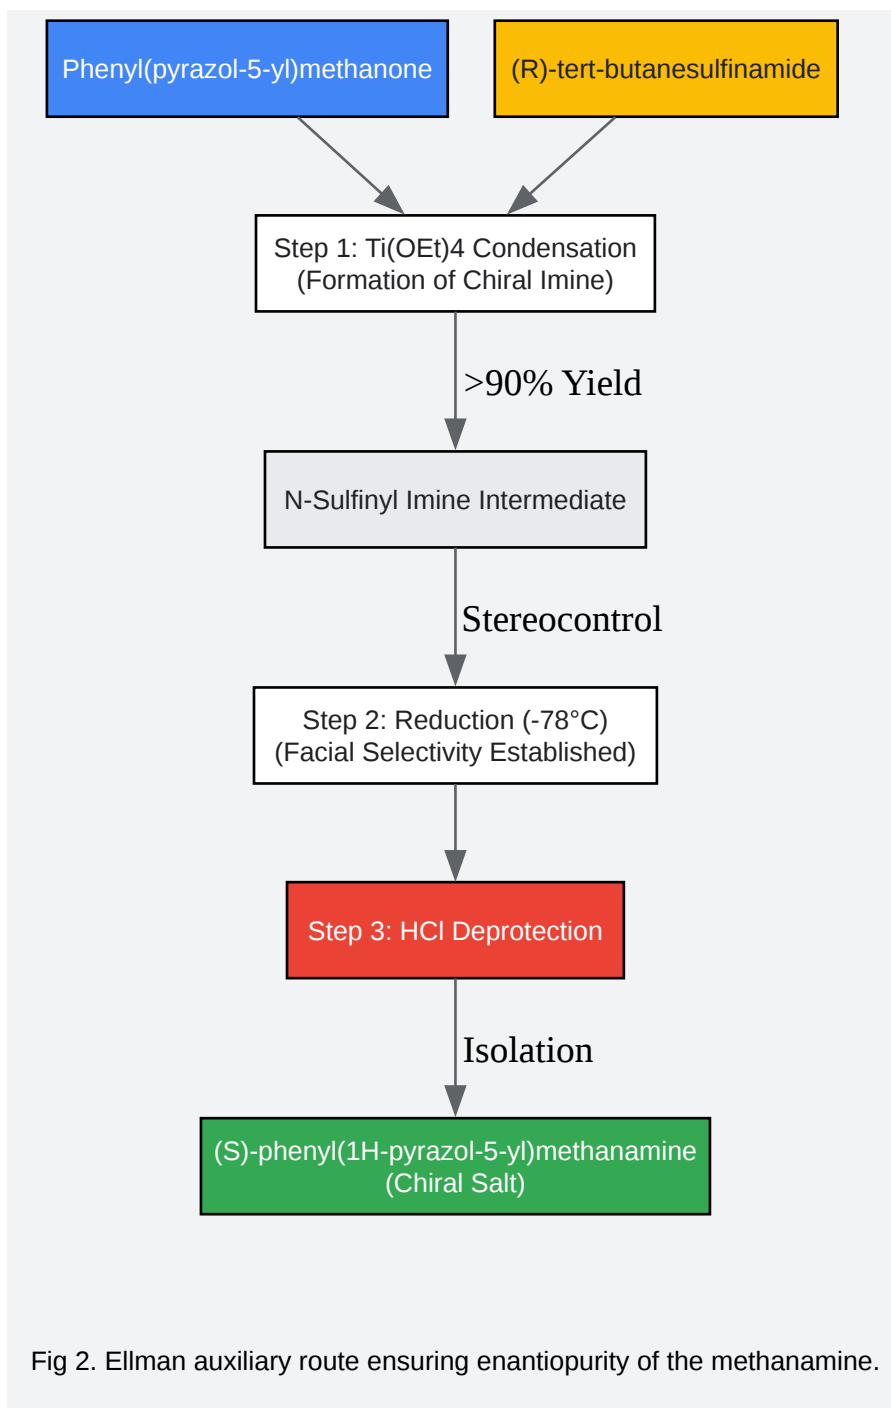 Phenyl(pyrazol-5-yl)methanone
(R)-tert-butanesulfinamide
Step 1: Ti(OEt)4 Condensation
(Formation of Chiral Imine)
>90% Yield
N-Sulfinyl Imine Intermediate
Stereocontrol
Step 2: Reduction (-78°C)
(Facial Selectivity Established)
Step 3: HCl Deprotection
Isolation
(S)-phenyl(1H-pyrazol-5-yl)methanamine
(Chiral Salt)
Fig 2. Ellman auxiliary route ensuring enantiopurity of the methanamine.